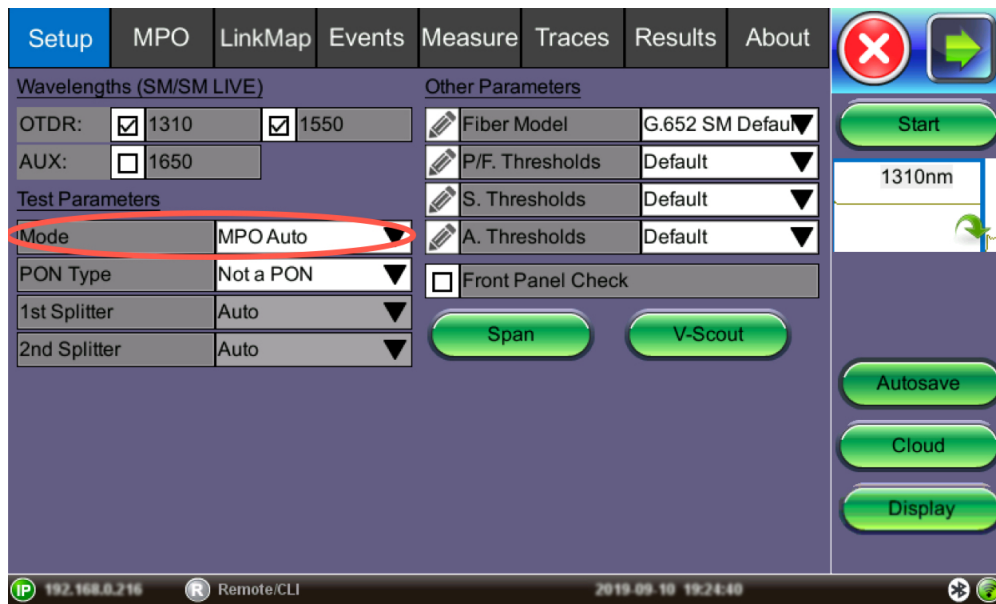 Setup MPO LinkMap Events Measure Traces Results About
Wavelengths (SM/SM LIVE)
OTDR: 1310 1550
AUX: 1650
Test Parameters
Mode MPO Auto
PON Type Not a PON
1st Splitter Auto
2nd Splitter Auto
Other Parameters
Fiber Model G.652 SM Defaul
P/F. Thresholds Default
S. Thresholds Default
A. Thresholds Default
Front Panel Check
Span V-Scout
Start
1310nm
Autosave
Cloud
Display
IP 192.168.0.216 R Remote/CLI 2019-09-10 19:24:40